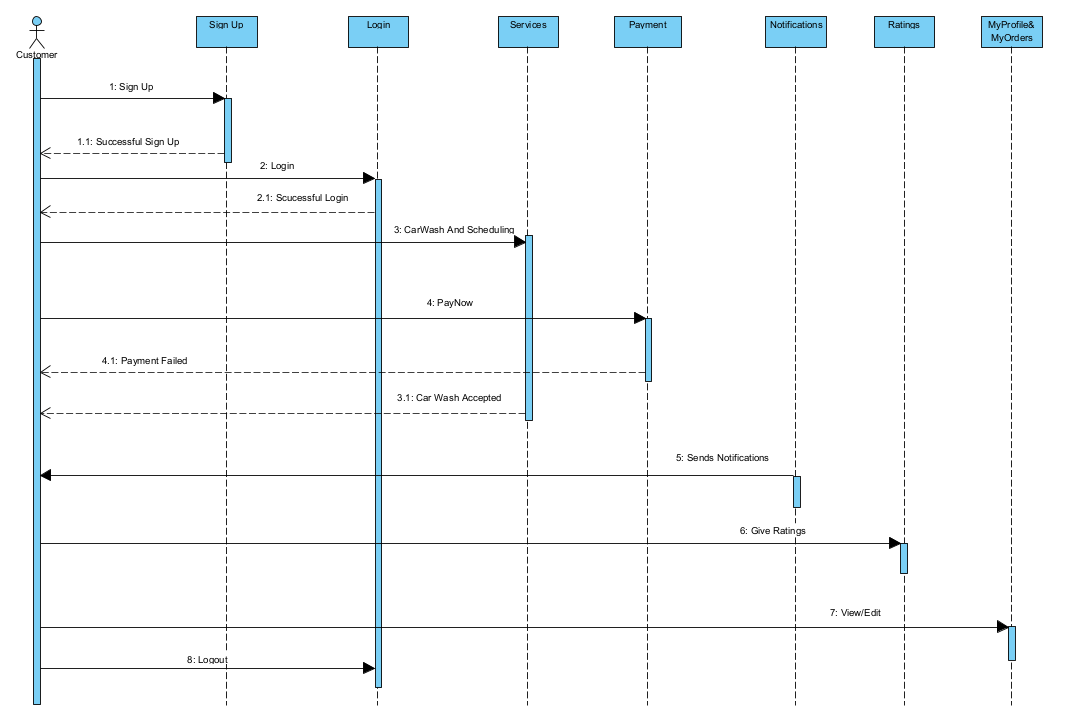 Sign Up
Login
Services
Payment
Notifications
Ratings
MyProfile&
MyOrders
Customer
1: Sign Up
1.1: Successful Sign Up
2: Login
2.1: Scucessful Login
3: CarWash And Scheduling
4: PayNow
4.1: Payment Failed
3.1: Car Wash Accepted
5: Sends Notifications
6: Give Ratings
7: View/Edit
8: Logout